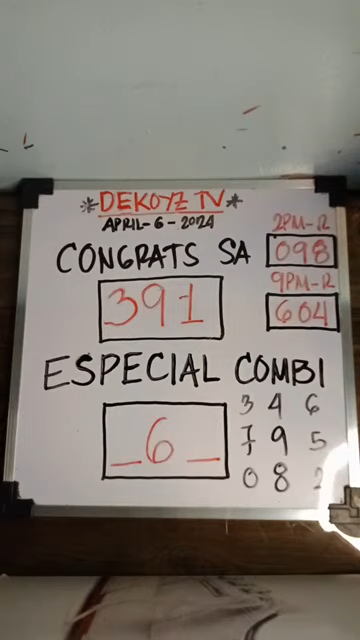 *DEKOYZ TV*
APRIL-6-2024
2PM-R
CONGRATS SA
098
9PM-R
391
604
ESPECIAL COMBI
_6_
3 4 6
7 9 5
0 8 2